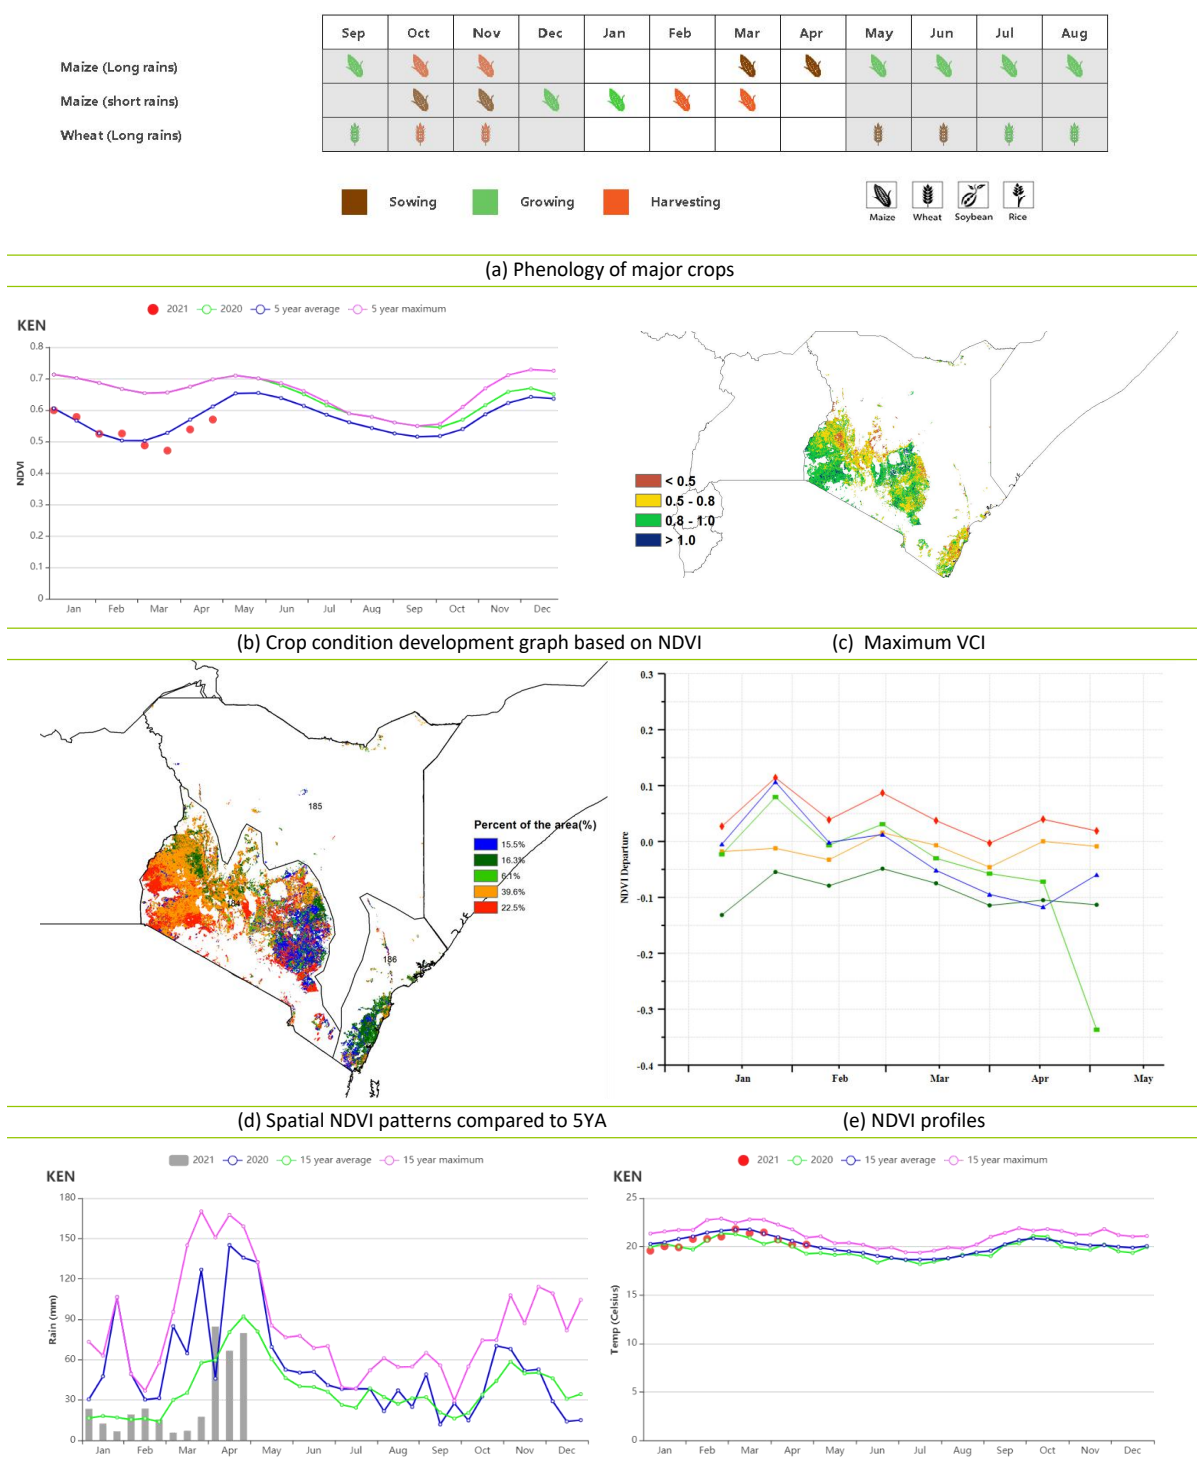 Sep Oct Nov Dec Jan Feb Mar Apr May Jun Jul Aug
Maize (Long rains)
Maize (short rains)
Wheat (Long rains)
Sowing Growing Harvesting
Maize Wheat Soybean Rice
(a) Phenology of major crops
2021 2020 5 year average 5 year maximum
KEN
NDVI
0.8
0.7
0.6
0.5
0.4
0.3
0.2
0.1
0
Jan Feb Mar Apr May Jun Jul Aug Sep Oct Nov Dec
< 0.5
0.5 - 0.8
0.8 - 1.0
> 1.0
(b) Crop condition development graph based on NDVI
(c) Maximum VCI
185
184
186
Percent of the area(%)
15.5%
16.3%
6.1%
39.6%
22.5%
NDVI Departure
0.3
0.2
0.1
0.0
-0.1
-0.2
-0.3
-0.4
Jan Feb Mar Apr May
(d) Spatial NDVI patterns compared to 5YA
(e) NDVI profiles
2021 2020 15 year average 15 year maximum
KEN
Rain (mm)
180
150
120
90
60
30
0
Jan Feb Mar Apr May Jun Jul Aug Sep Oct Nov Dec
2021 2020 15 year average 15 year maximum
KEN
Temp (Celsius)
25
20
15
10
5
0
Jan Feb Mar Apr May Jun Jul Aug Sep Oct Nov Dec